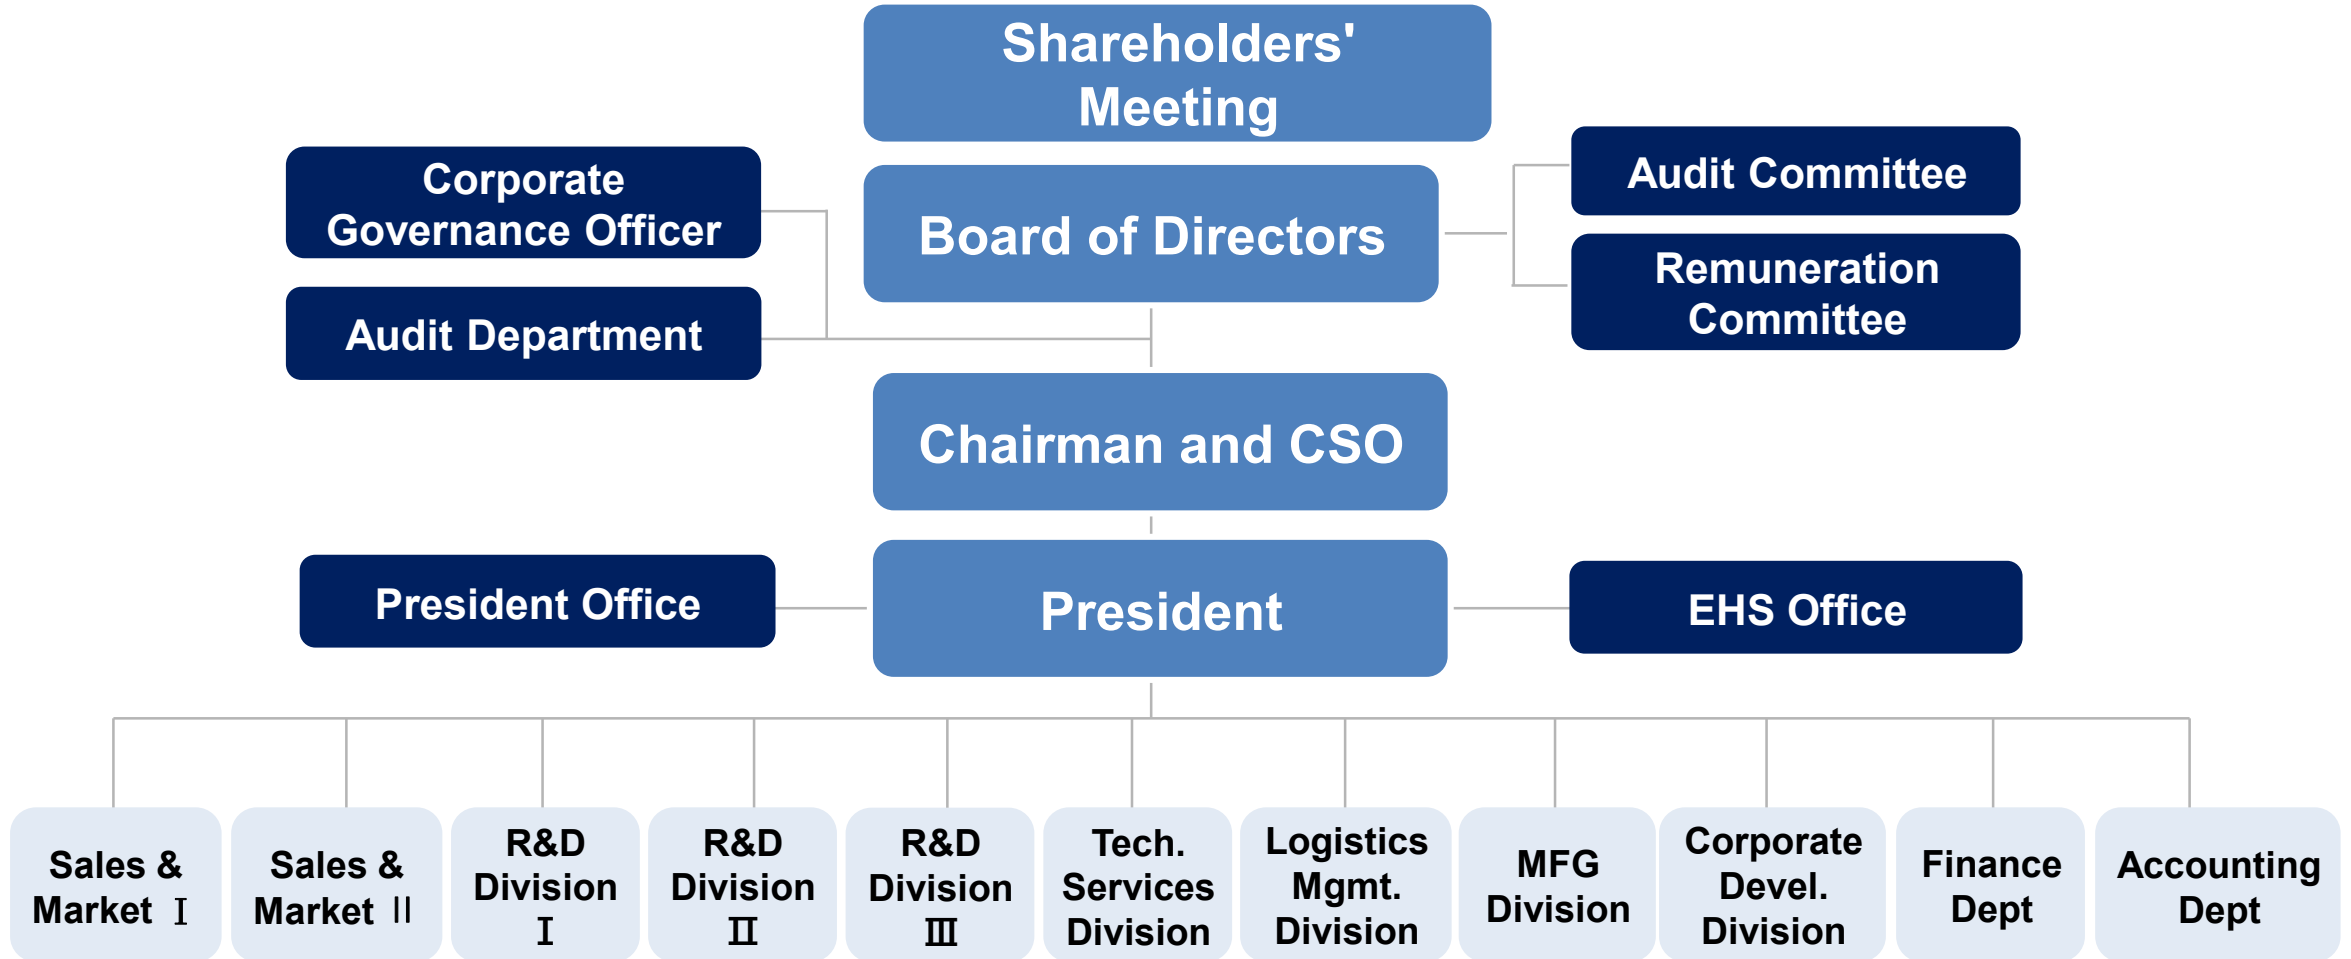 Shareholders'
Meeting
Corporate
Governance Officer
Board of Directors
Audit Committee
Remuneration
Committee
Audit Department
Chairman and CSO
President Office
President
EHS Office
Sales &
Market Ⅰ
Sales &
Market Ⅱ
R&D
Division
Ⅰ
R&D
Division
Ⅱ
R&D
Division
Ⅲ
Tech.
Services
Division
Logistics
Mgmt.
Division
MFG
Division
Corporate
Devel.
Division
Finance
Dept
Accounting
Dept